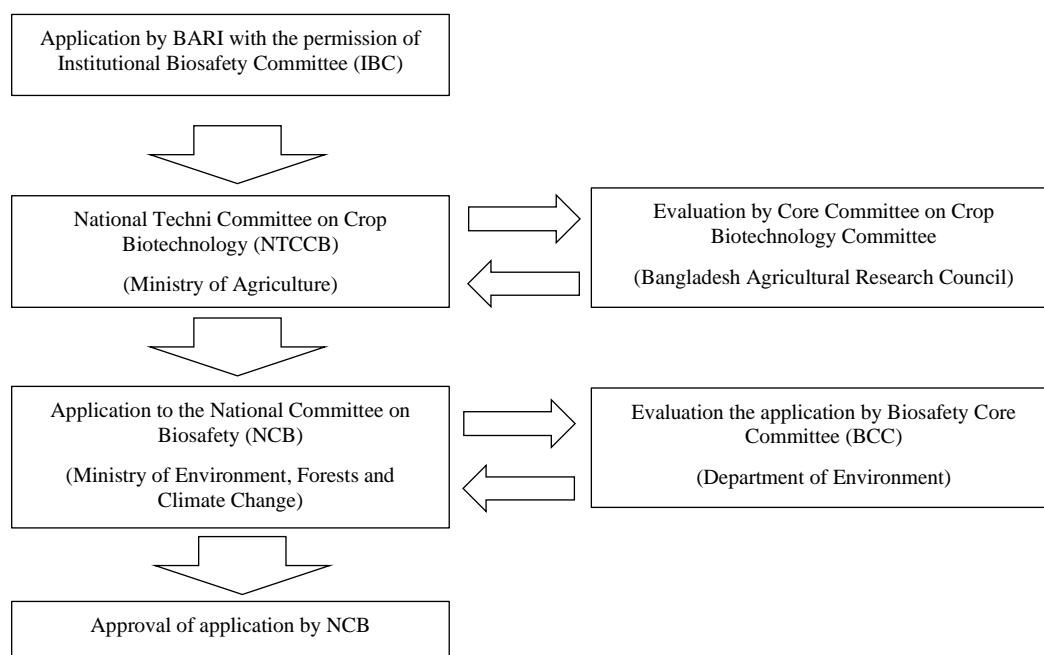 Application by BARI with the permission of
Institutional Biosafety Committee (IBC)
National Techni Committee on Crop
Biotechnology (NTCCB)
(Ministry of Agriculture)
Evaluation by Core Committee on Crop
Biotechnology Committee
(Bangladesh Agricultural Research Council)
Application to the National Committee on
Biosafety (NCB)
(Ministry of Environment, Forests and
Climate Change)
Evaluation the application by Biosafety Core
Committee (BCC)
(Department of Environment)
Approval of application by NCB